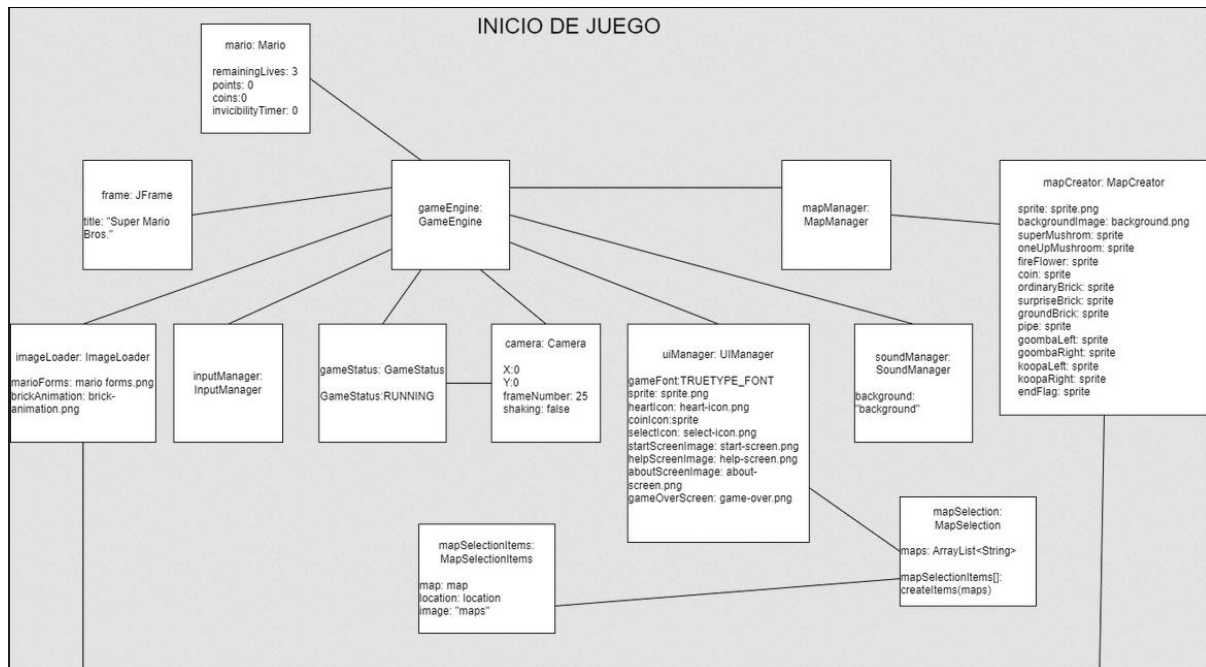 INICIO DE JUEGO
mario: Mario
remainingLives: 3
points: 0
coins:0
invicibilityTimer: 0
frame: JFrame
title: "Super Mario
Bros."
gameEngine:
GameEngine
mapManager:
MapManager
mapCreator: MapCreator
sprite: sprite.png
backgroundImage: background.png
superMushrom: sprite
oneUpMushroom: sprite
fireFlower: sprite
coin: sprite
ordinaryBrick: sprite
surpriseBrick: sprite
groundBrick: sprite
pipe: sprite
goombaLeft: sprite
goombaRight: sprite
koopaLeft: sprite
koopaRight: sprite
endFlag: sprite
imageLoader: ImageLoader
marioForms: mario forms.png
brickAnimation: brick-
animation.png
inputManager:
InputManager
gameStatus: GameStatus
GameStatus:RUNNING
camera: Camera
X:0
Y:0
frameNumber: 25
shaking: false
uiManager: UIManager
gameFont:TRUETYPE_FONT
sprite: sprite.png
heartIcon: heart-icon.png
coinIcon:sprite
selectIcon: select-icon.png
startScreenImage: start-screen.png
helpScreenImage: help-screen.png
aboutScreenImage: about-
screen.png
gameOverScreen: game-over.png
soundManager:
SoundManager
background:
"background"
mapSelectionItems:
MapSelectionItems
map: map
location: location
image: "maps"
mapSelection:
MapSelection
maps: ArrayList<String>
mapSelectionItems[]:
createItems(maps)